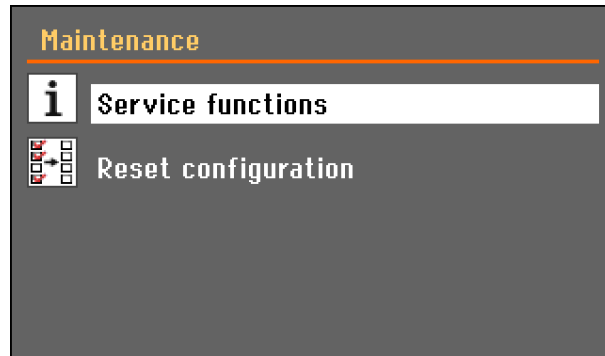 Maintenance
i Service functions
Reset configuration